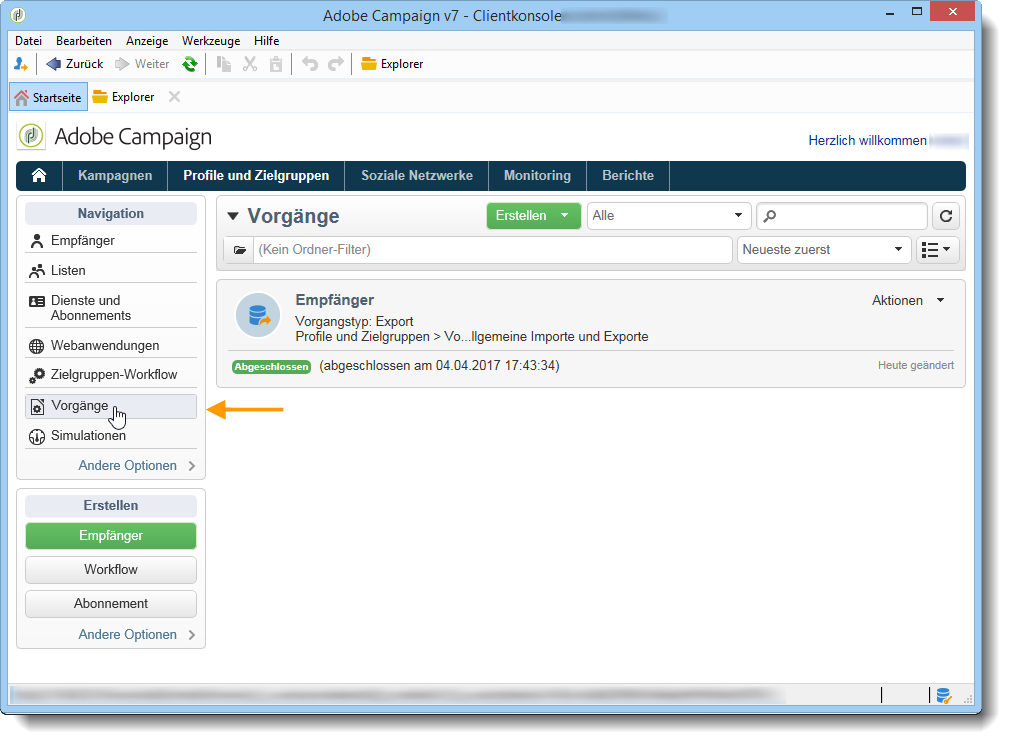 Adobe Campaign v7 - Clientkonsole
Datei Bearbeiten Anzeige Werkzeuge Hilfe
Zurück Weiter Explorer
Startseite Explorer
Adobe Campaign
Herzlich willkommen
Kampagnen Profile und Zielgruppen Soziale Netzwerke Monitoring Berichte
Navigation
Empfänger
Listen
Dienste und
Abonnements
Webanwendungen
Zielgruppen-Workflow
Vorgänge
Simulationen
Andere Optionen
Erstellen
Empfänger
Workflow
Abonnement
Andere Optionen
Vorgänge Erstellen Alle
(Kein Ordner-Filter) Neueste zuerst
Empfänger Aktionen
Vorgangstyp: Export
Profile und Zielgruppen > Vo...llgemeine Importe und Exporte
Abgeschlossen (abgeschlossen am 04.04.2017 17:43:34) Heute geändert